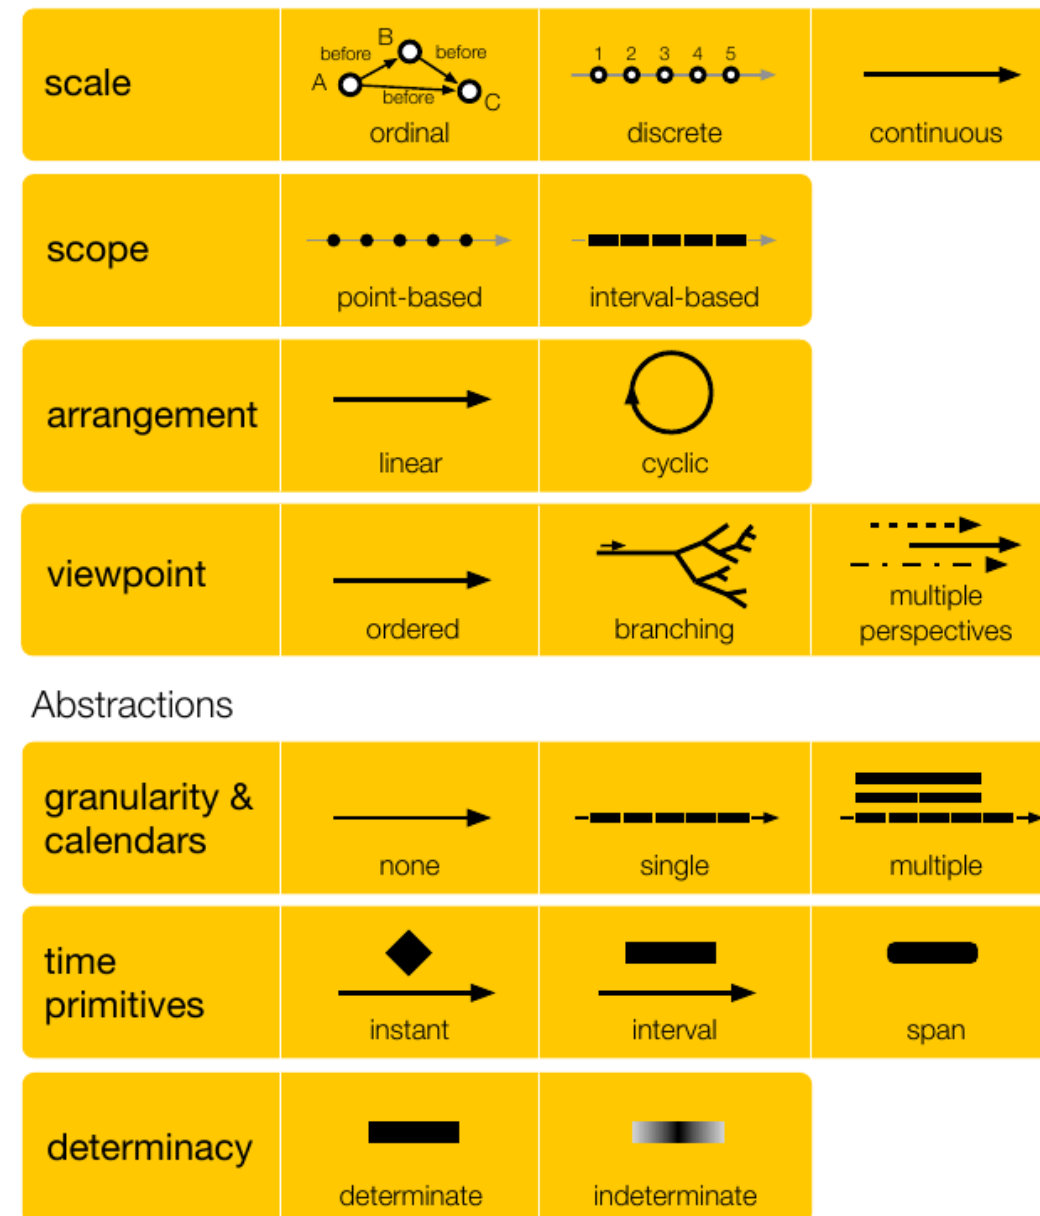 scale
A before B before before C
ordinal
1 2 3 4 5
discrete
continuous
scope
point-based
interval-based
arrangement
linear
cyclic
viewpoint
ordered
branching
multiple
perspectives
Abstractions
granularity &
calendars
none
single
multiple
time
primitives
instant
interval
span
determinacy
determinate
indeterminate